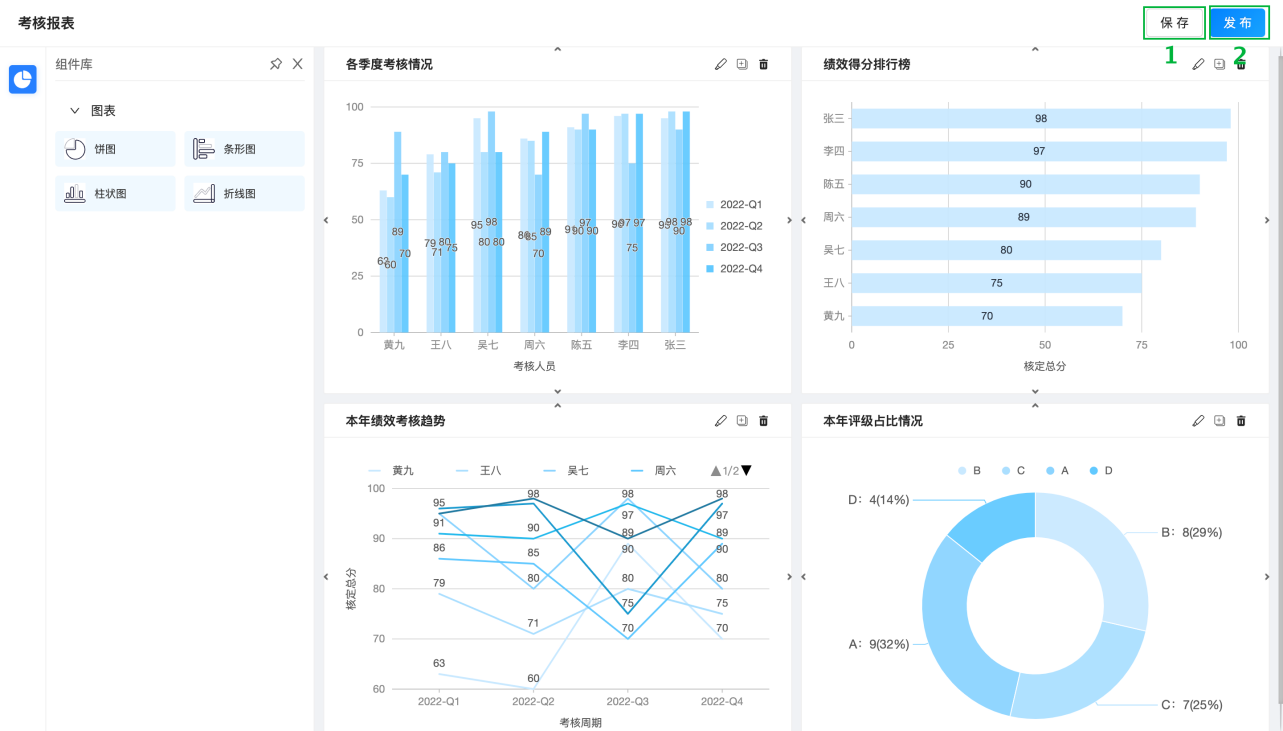 考核报表
保 存
发 布
1
2
组件库
图表
饼图
条形图
柱状图
折线图
各季度考核情况
100
75
50
25
0
63
60
89
70
79
71
80
75
95
80
98
80
86
85
70
89
91
90
97
90
96
97
75
97
95
98
90
98
黄九
王八
吴七
周六
陈五
李四
张三
考核人员
2022-Q1
2022-Q2
2022-Q3
2022-Q4
绩效得分排行榜
张三
98
李四
97
陈五
90
周六
89
吴七
80
王八
75
黄九
70
0
25
50
75
100
核定总分
本年绩效考核趋势
黄九
王八
吴七
周六
1/2
核定总分
100
90
80
70
60
95
91
86
79
63
98
90
85
80
71
60
98
97
89
90
80
75
70
98
97
89
90
80
75
70
2022-Q1
2022-Q2
2022-Q3
2022-Q4
考核周期
本年评级占比情况
B
C
A
D
D：4(14%)
B：8(29%)
A：9(32%)
C：7(25%)